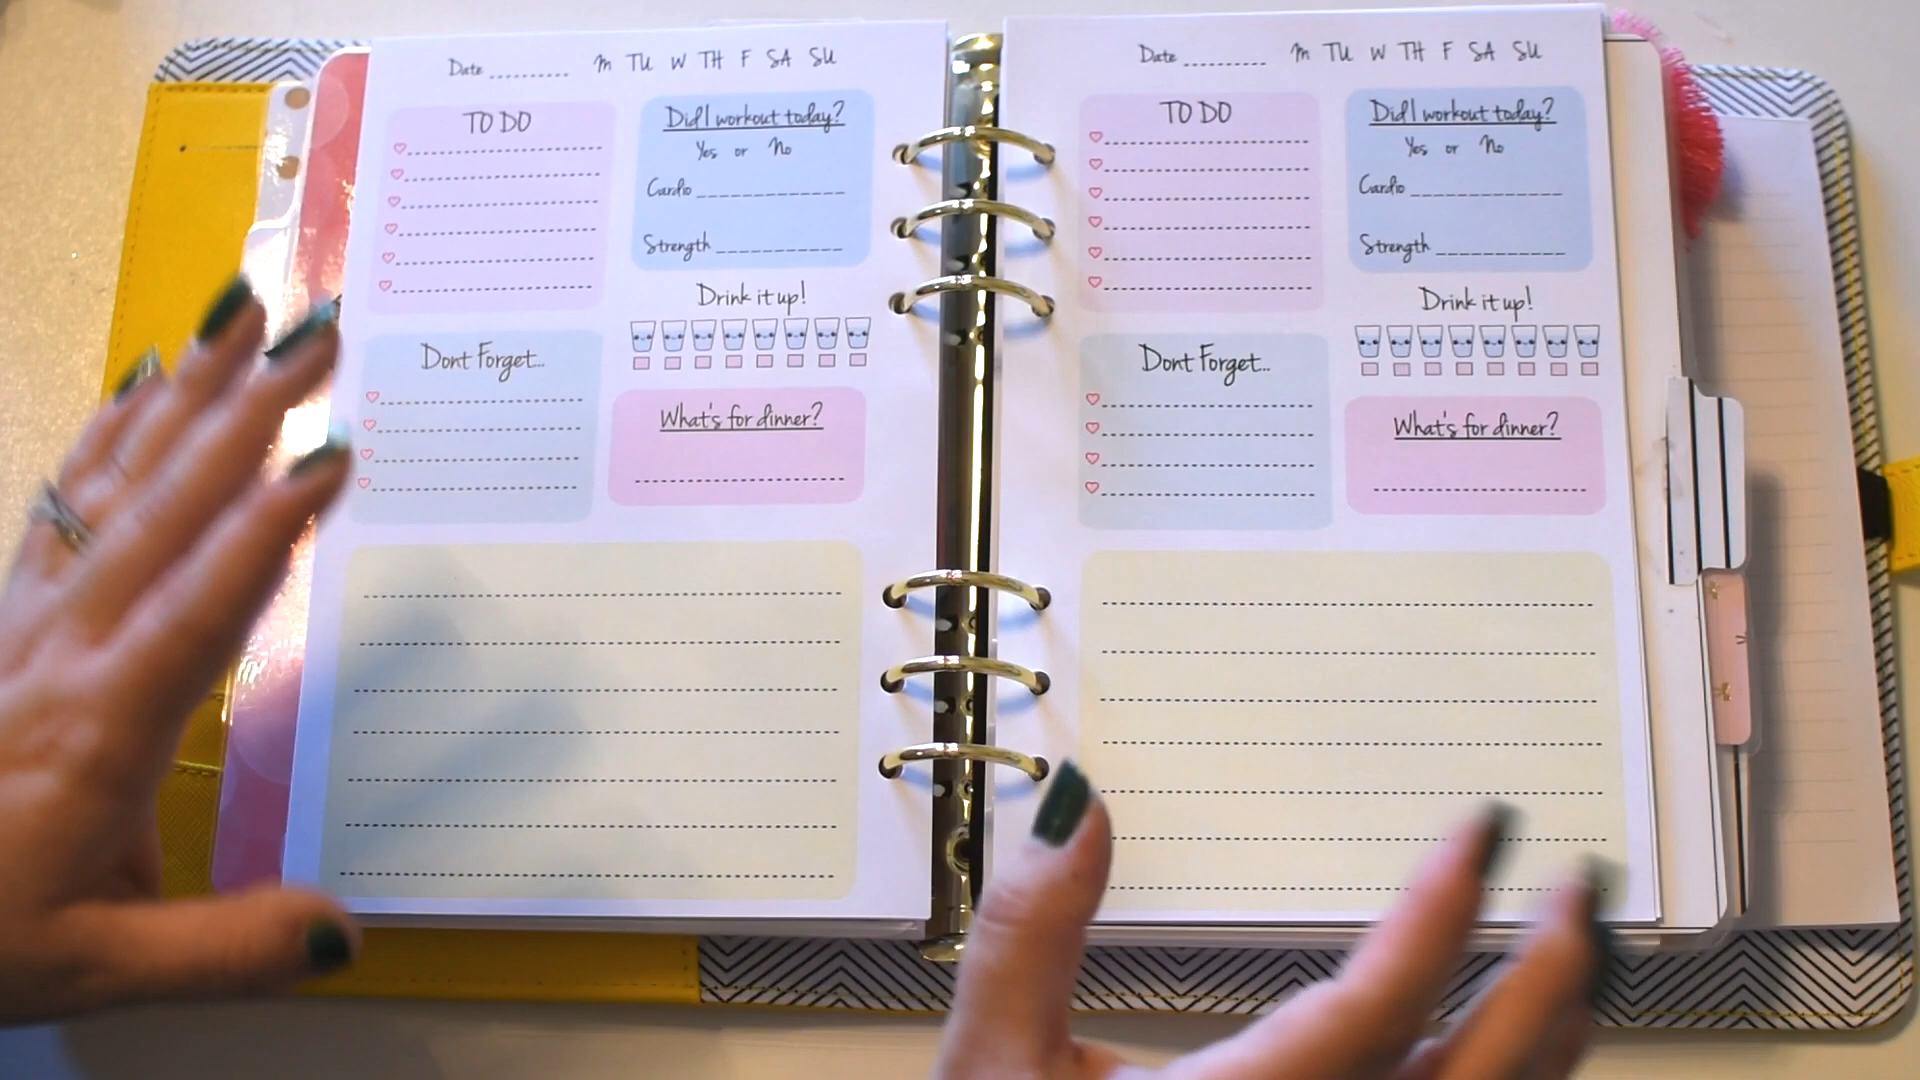 Date M TU W TH F SA SU
TO DO
Did I workout today?
Yes or No
Cardio
Strength
Drink it up!
Dont Forget...
What's for dinner?
Date M TU W TH F SA SU
TO DO
Did I workout today?
Yes or No
Cardio
Strength
Drink it up!
Dont Forget...
What's for dinner?